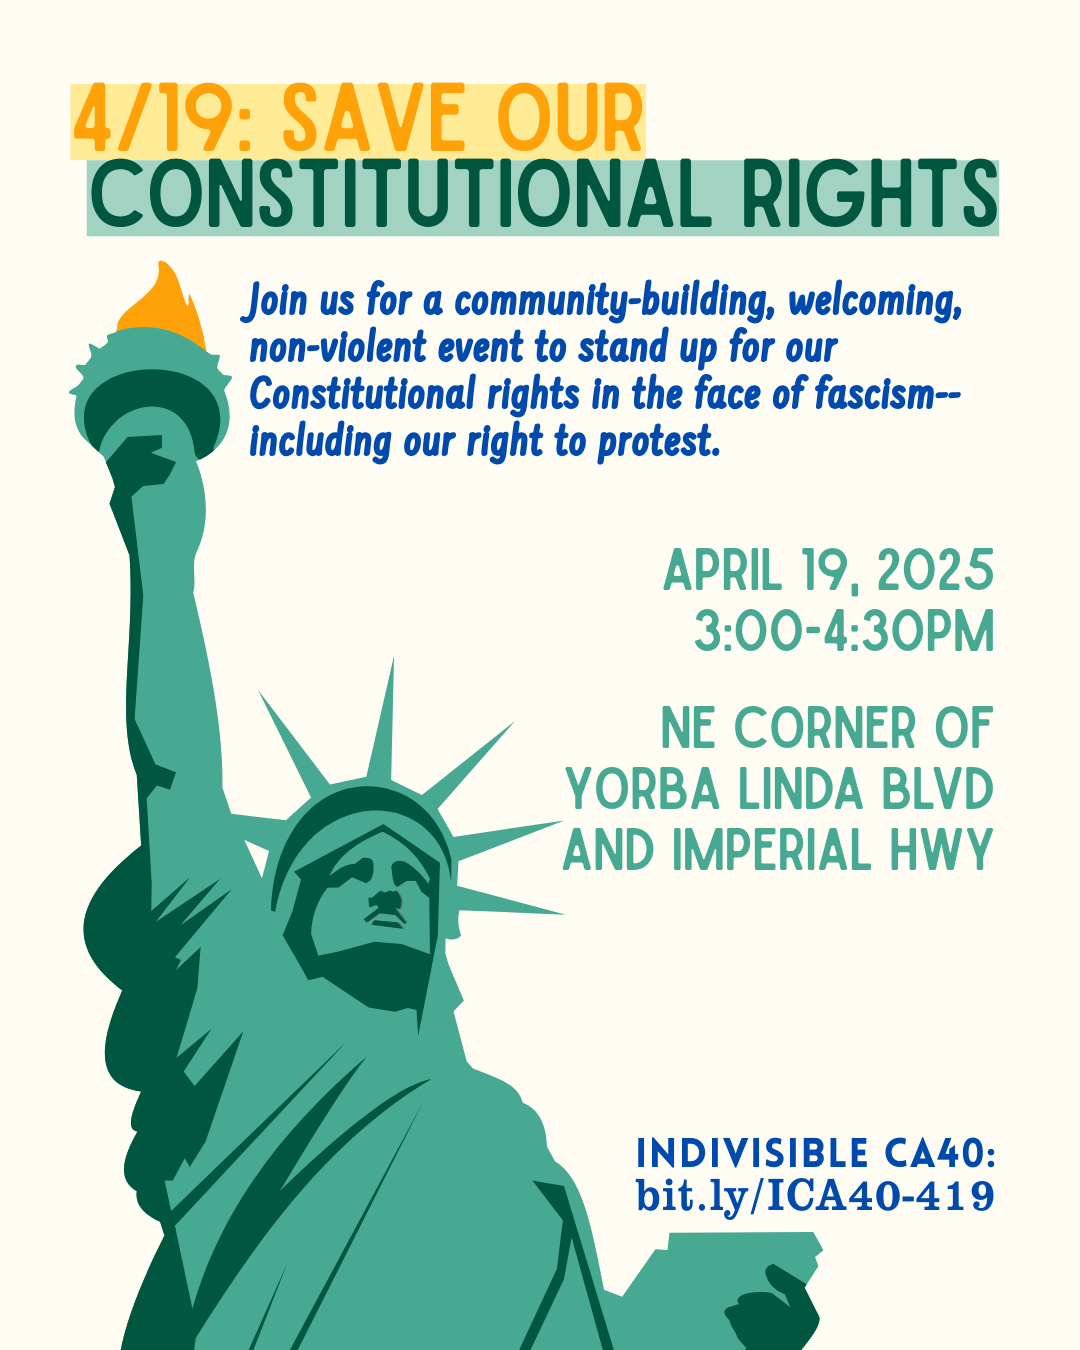 4/19: SAVE OUR
CONSTITUTIONAL RIGHTS
Join us for a community-building, welcoming,
non-violent event to stand up for our
Constitutional rights in the face of fascism--
including our right to protest.
APRIL 19, 2025
3:00-4:30PM
NE CORNER OF
YORBA LINDA BLVD
AND IMPERIAL HWY
INDIVISIBLE CA40:
bit.ly/ICA40-419